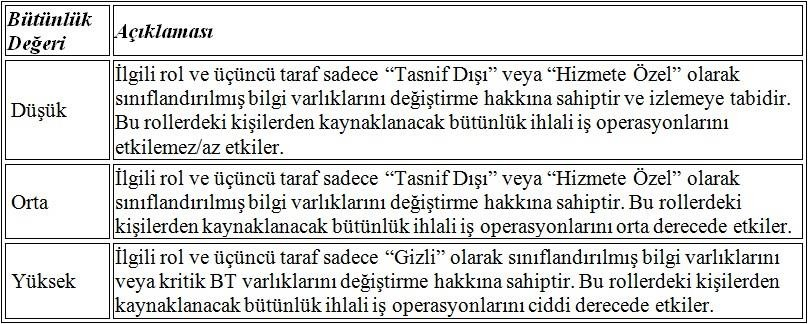 Bütünlük
Değeri
Açıklaması
Düşük
İlgili rol ve üçüncü taraf sadece “Tasnif Dışı” veya “Hizmete Özel” olarak
sınıflandırılmış bilgi varlıklarını değiştirme hakkına sahiptir ve izlemeye tabidir.
Bu rollerdeki kişilerden kaynaklanacak bütünlük ihlali iş operasyonlarını
etkilemez/az etkiler.
Orta
İlgili rol ve üçüncü taraf sadece “Tasnif Dışı” veya “Hizmete Özel” olarak
sınıflandırılmış bilgi varlıklarını değiştirme hakkına sahiptir. Bu rollerdeki
kişilerden kaynaklanacak bütünlük ihlali iş operasyonlarını orta derecede etkiler.
Yüksek
İlgili rol ve üçüncü taraf sadece “Gizli” olarak sınıflandırılmış bilgi varlıklarını
veya kritik BT varlıklarını değiştirme hakkına sahiptir. Bu rollerdeki kişilerden
kaynaklanacak bütünlük ihlali iş operasyonlarını ciddi derecede etkiler.